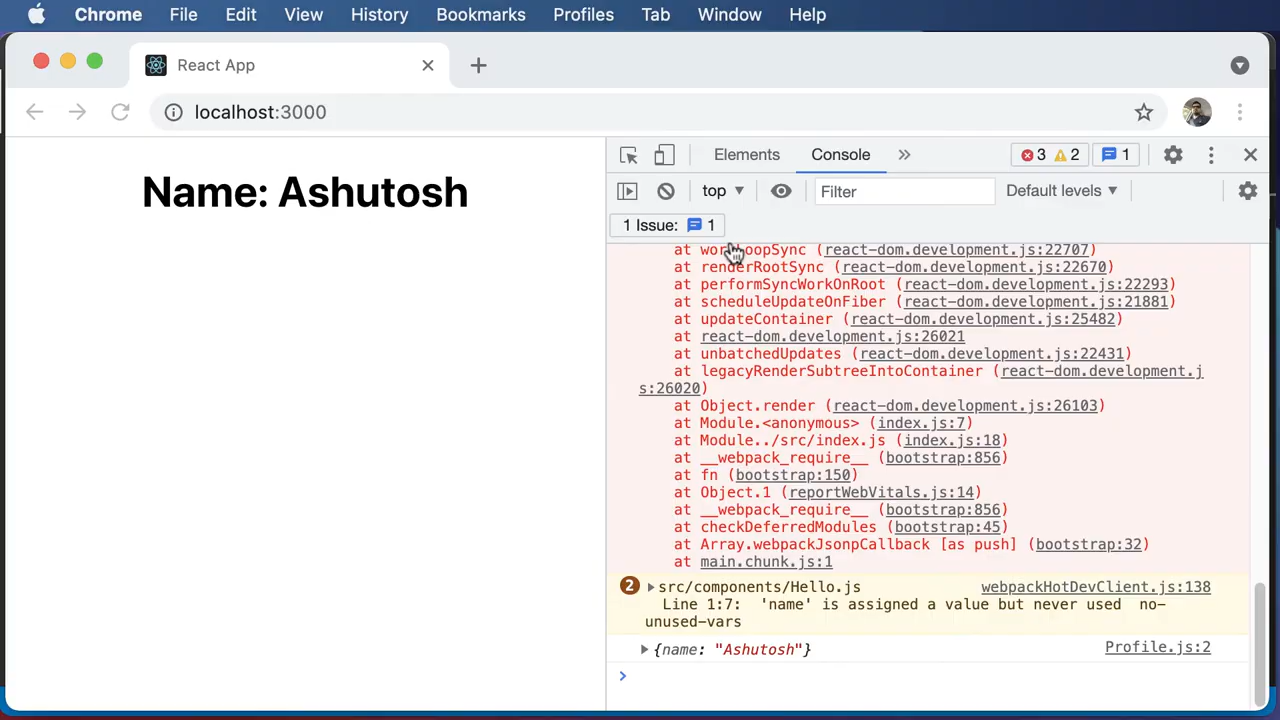 Chrome File Edit View History Bookmarks Profiles Tab Window Help
React App
localhost:3000
Name: Ashutosh
Elements Console 3 2 1
top Filter Default levels
1 Issue: 1
at workLoopSync (react-dom.development.js:22707)
at renderRootSync (react-dom.development.js:22670)
at performSyncWorkOnRoot (react-dom.development.js:22293)
at scheduleUpdateOnFiber (react-dom.development.js:21881)
at updateContainer (react-dom.development.js:25482)
at react-dom.development.js:26021
at unbatchedUpdates (react-dom.development.js:22431)
at legacyRenderSubtreeIntoContainer (react-dom.development.j
s:26020)
at Object.render (react-dom.development.js:26103)
at Module.<anonymous> (index.js:7)
at Module../src/index.js (index.js:18)
at __webpack_require__ (bootstrap:856)
at fn (bootstrap:150)
at Object.1 (reportWebVitals.js:14)
at __webpack_require__ (bootstrap:856)
at checkDeferredModules (bootstrap:45)
at Array.webpackJsonpCallback [as push] (bootstrap:32)
at main.chunk.js:1
2 src/components/Hello.js webpackHotDevClient.js:138
Line 1:7: 'name' is assigned a value but never used no-
unused-vars
{name: "Ashutosh"} Profile.js:2